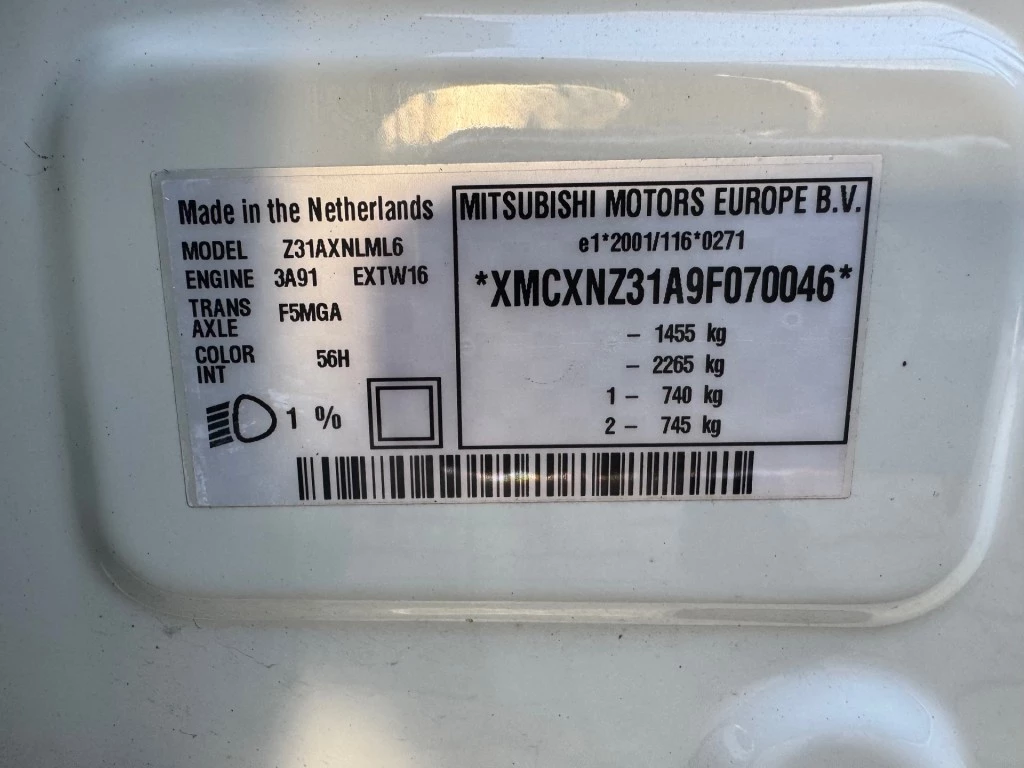 Made in the Netherlands
MODEL Z31AXNLML6
ENGINE 3A91 EXTW16
TRANS
AXLE F5MGA
COLOR
INT 56H
1 %
MITSUBISHI MOTORS EUROPE B.V.
e1*2001/116*0271
*XMCXNZ31A9F070046*
– 1455 kg
– 2265 kg
1 – 740 kg
2 – 745 kg